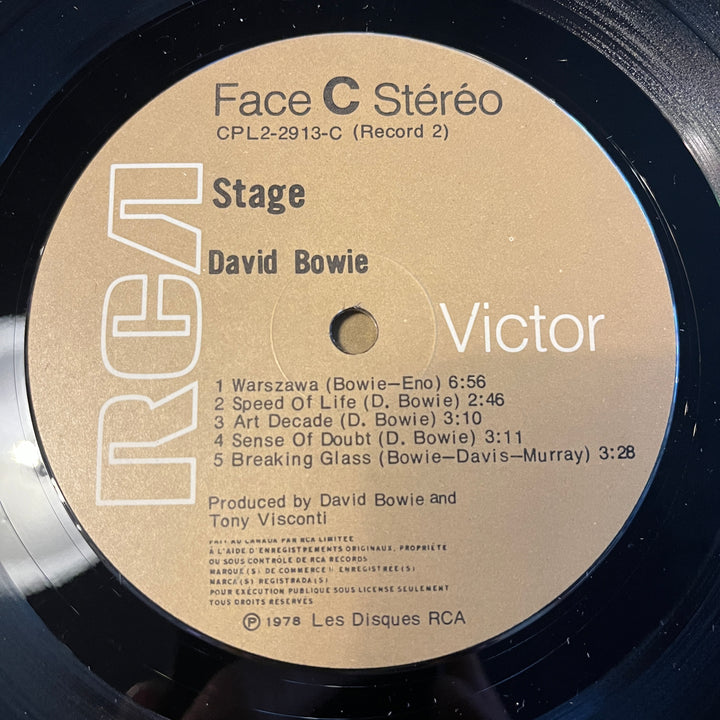 Face C Stéréo
CPL2-2913-C (Record 2)
Stage
David Bowie
RCA
Victor
1 Warszawa (Bowie—Eno) 6:56
2 Speed Of Life (D. Bowie) 2:46
3 Art Decade (D. Bowie) 3:10
4 Sense Of Doubt (D. Bowie) 3:11
5 Breaking Glass (Bowie—Davis—Murray) 3:28
Produced by David Bowie and
Tony Visconti
FAIT AU CANADA PAR RCA LIMITEE
À L'AIDE D'ENREGISTREMENTS ORIGINAUX, PROPRIÉTÉ
OU SOUS CONTRÔLE DE RCA RECORDS
MARQUE(S) DE COMMERCE ENREGISTRÉE(S)
MARCA(S) REGISTRADA(S)
POUR EXÉCUTION PUBLIQUE SOUS LICENSE SEULEMENT
TOUS DROITS RESERVÉS
Ⓟ 1978 Les Disques RCA